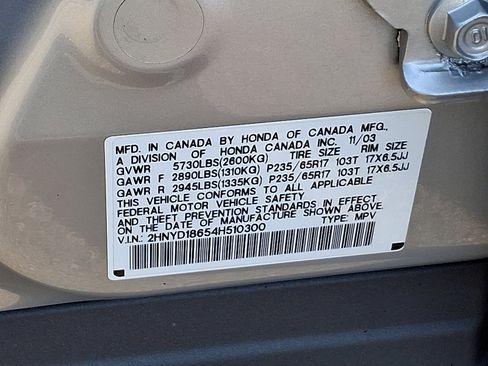 MFD. IN CANADA BY HONDA OF CANADA MFG.,
A DIVISION OF HONDA CANADA INC. 11/03
GVWR 5730LBS(2600KG) TIRE SIZE RIM SIZE
GAWR F 2890LBS(1310KG) P235/65R17 103T 17X6.5JJ
GAWR R 2945LBS(1335KG) P235/65R17 103T 17X6.5JJ
THIS VEHICLE CONFORMS TO ALL APPLICABLE
FEDERAL MOTOR VEHICLE SAFETY
AND THEFT PREVENTION STANDARDS IN EFFECT
ON THE DATE OF MANUFACTURE SHOWN ABOVE.
V.I.N.: 2HNYD18654H510300 TYPE: MPV